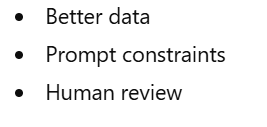 • Better data
• Prompt constraints
• Human review